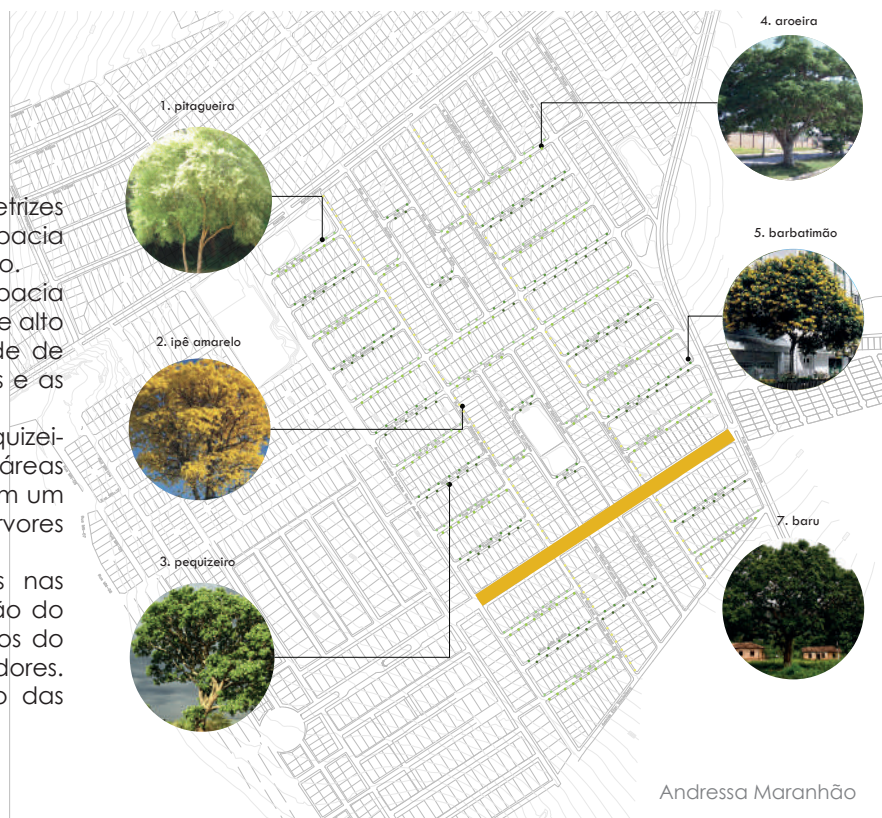 4. aroeira
1. pitagueira
etrizes
bacia
o.
bacia
e alto
de de
s e as
5. barbatimão
2. ipê amarelo
quizei-
áreas
m um
rvores
7. baru
3. pequizeiro
s nas
ão do
os do
dores.
o das
Andressa Maranhão